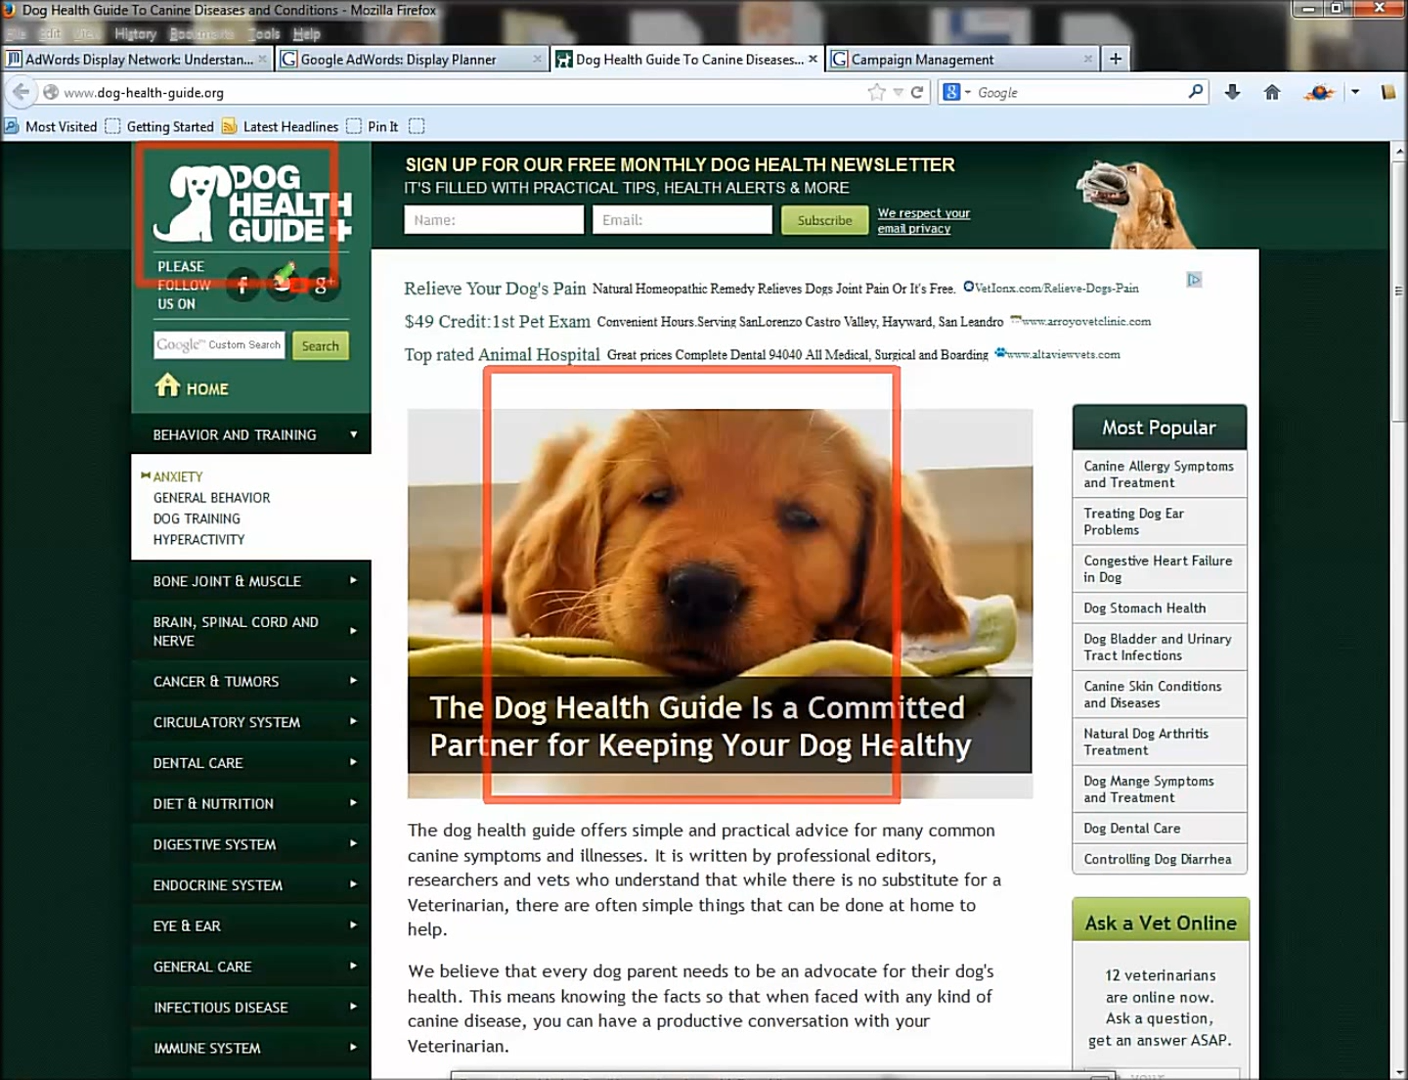 Dog Health Guide To Canine Diseases and Conditions - Mozilla Firefox
File Edit View History Bookmarks Tools Help
AdWords Display Network: Understan...
Google AdWords: Display Planner
Dog Health Guide To Canine Diseases...
Campaign Management
www.dog-health-guide.org
Google
Most Visited
Getting Started
Latest Headlines
Pin It
DOG
HEALTH
GUIDE
PLEASE
FOLLOW
US ON
f
g+
Google™ Custom Search
Search
HOME
SIGN UP FOR OUR FREE MONTHLY DOG HEALTH NEWSLETTER
IT'S FILLED WITH PRACTICAL TIPS, HEALTH ALERTS & MORE
Name:
Email:
Subscribe
We respect your
email privacy
Relieve Your Dog's Pain Natural Homeopathic Remedy Relieves Dogs Joint Pain Or It's Free. VetIonx.com/Relieve-Dogs-Pain
$49 Credit:1st Pet Exam Convenient Hours.Serving SanLorenzo Castro Valley, Hayward, San Leandro www.arroyovetclinic.com
Top rated Animal Hospital Great prices Complete Dental 94040 All Medical, Surgical and Boarding www.altaviewvets.com
BEHAVIOR AND TRAINING
ANXIETY
GENERAL BEHAVIOR
DOG TRAINING
HYPERACTIVITY
BONE JOINT & MUSCLE
BRAIN, SPINAL CORD AND
NERVE
CANCER & TUMORS
CIRCULATORY SYSTEM
DENTAL CARE
DIET & NUTRITION
DIGESTIVE SYSTEM
ENDOCRINE SYSTEM
EYE & EAR
GENERAL CARE
INFECTIOUS DISEASE
IMMUNE SYSTEM
The Dog Health Guide Is a Committed
Partner for Keeping Your Dog Healthy
The dog health guide offers simple and practical advice for many common
canine symptoms and illnesses. It is written by professional editors,
researchers and vets who understand that while there is no substitute for a
Veterinarian, there are often simple things that can be done at home to
help.
We believe that every dog parent needs to be an advocate for their dog's
health. This means knowing the facts so that when faced with any kind of
canine disease, you can have a productive conversation with your
Veterinarian.
Most Popular
Canine Allergy Symptoms
and Treatment
Treating Dog Ear
Problems
Congestive Heart Failure
in Dog
Dog Stomach Health
Dog Bladder and Urinary
Tract Infections
Canine Skin Conditions
and Diseases
Natural Dog Arthritis
Treatment
Dog Mange Symptoms
and Treatment
Dog Dental Care
Controlling Dog Diarrhea
Ask a Vet Online
12 veterinarians
are online now.
Ask a question,
get an answer ASAP.